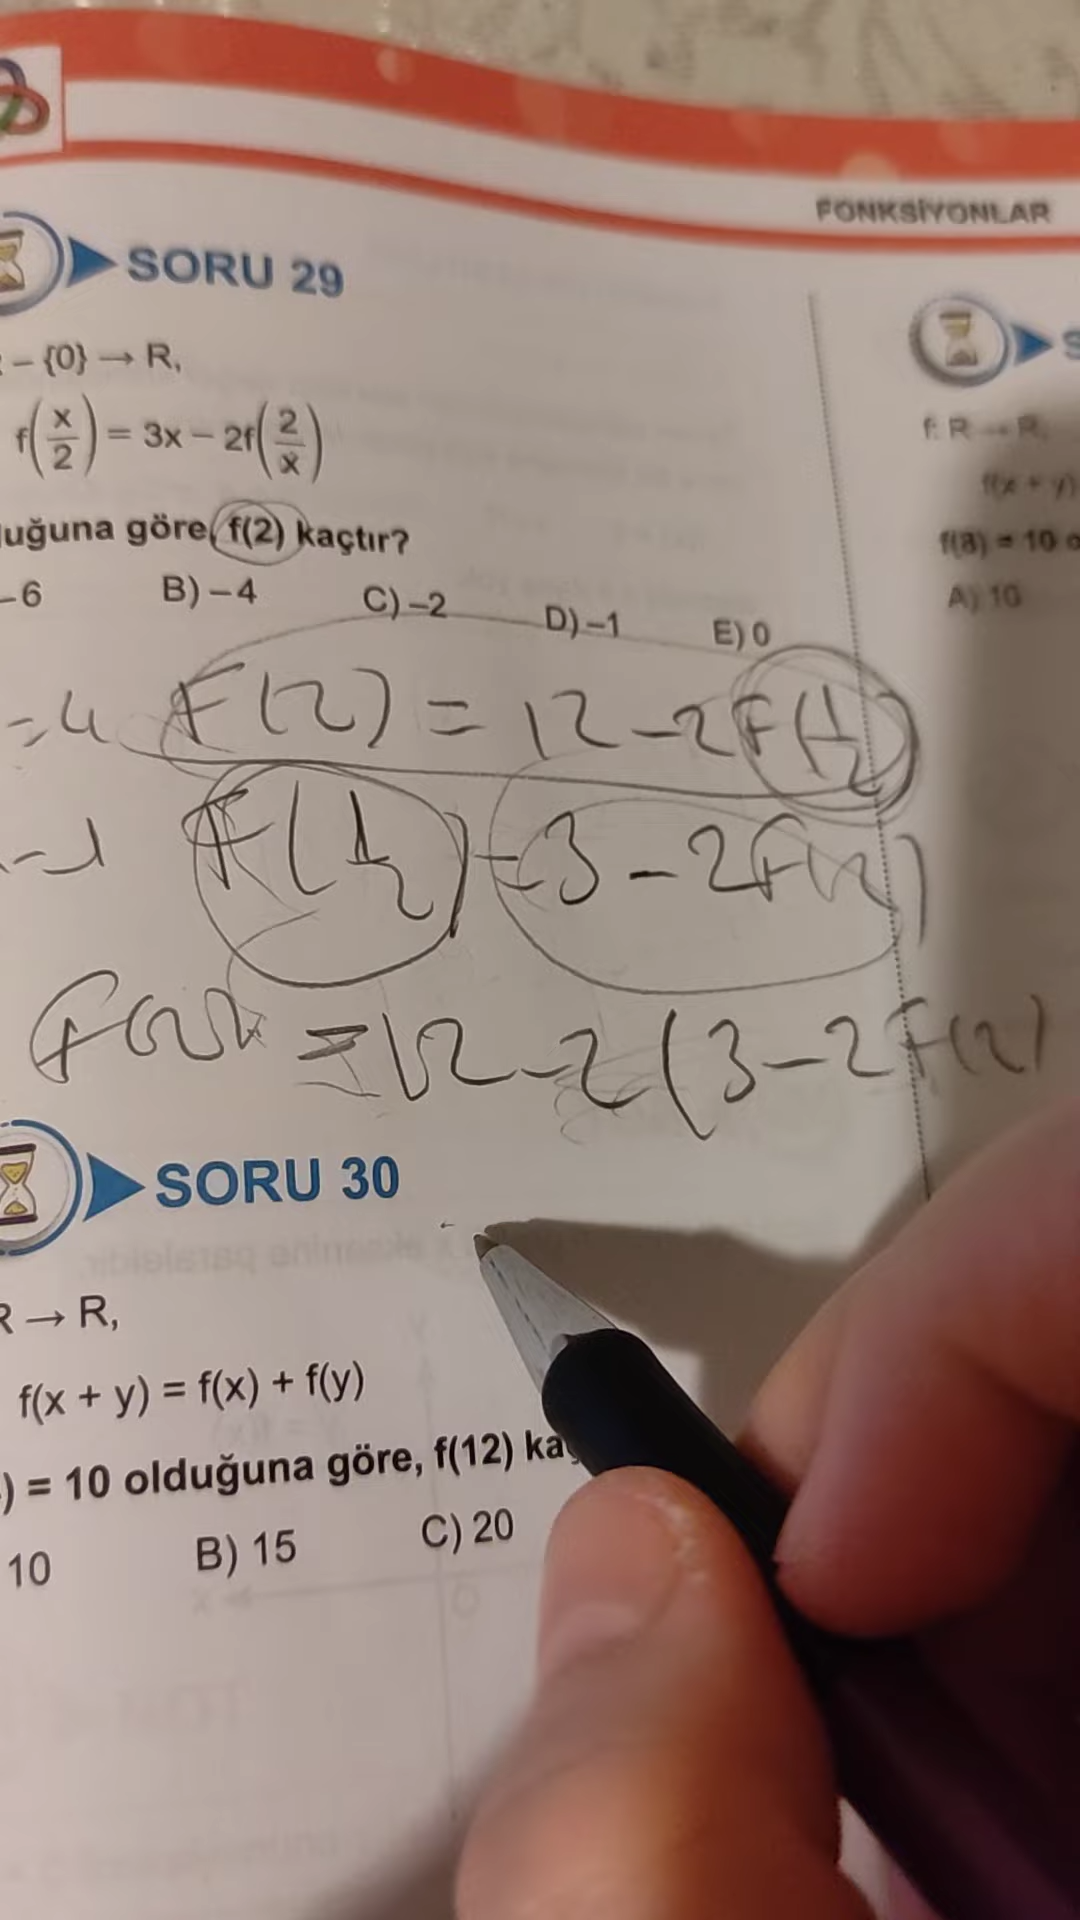 FONKSİYONLAR
SORU 29
– {0} → R,
f(x/2) = 3x – 2f(2/x)
luğuna göre, f(2) kaçtır?
–6 B) –4 C) –2 D) –1 E) 0
=4 F(2) = 12 – 2F(1/2)
–1 F(1/2) = 3 – 2F(2)
F(2) = 12 – 2(3 – 2F(2)
SORU 30
R → R,
f(x + y) = f(x) + f(y)
) = 10 olduğuna göre, f(12) ka
10 B) 15 C) 20
S
f: R → R,
f(x + y)
f(8) = 10 o
A) 10